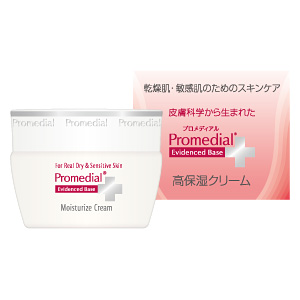 Promedial Promedial Promedial
For Real Dry & Sensitive Skin
Promedial®
Evidenced Base
Moisturize Cream
乾燥肌・敏感肌のためのスキンケア
皮膚科学から生まれた
プロメディアル
Promedial®
Evidenced Base
高保湿クリーム